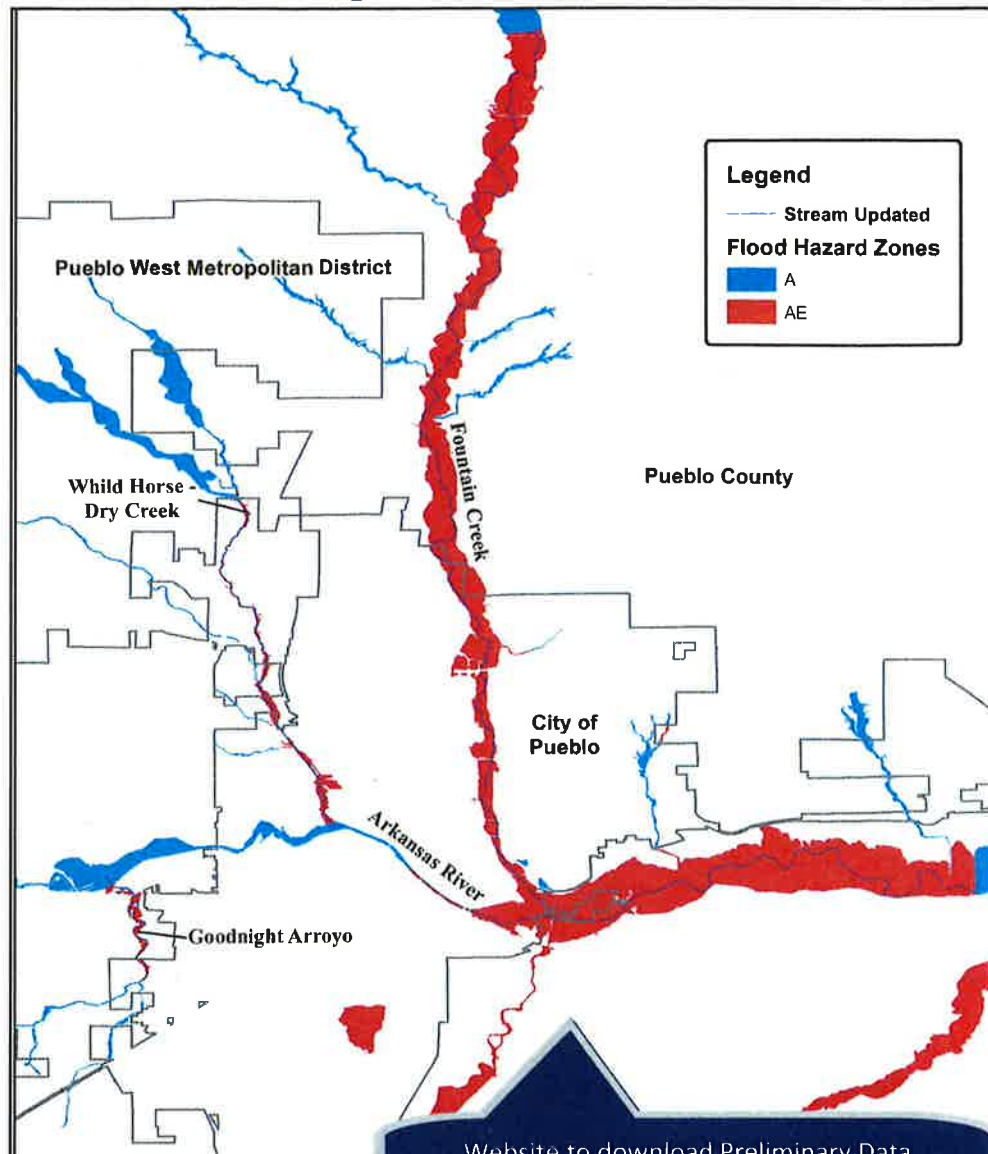 Legend
Stream Updated
Flood Hazard Zones
A
AE
Pueblo West Metropolitan District
Fountain Creek
Pueblo County
Whild Horse -
Dry Creek
City of
Pueblo
Arkansas River
Goodnight Arroyo
Website to download Preliminary Data